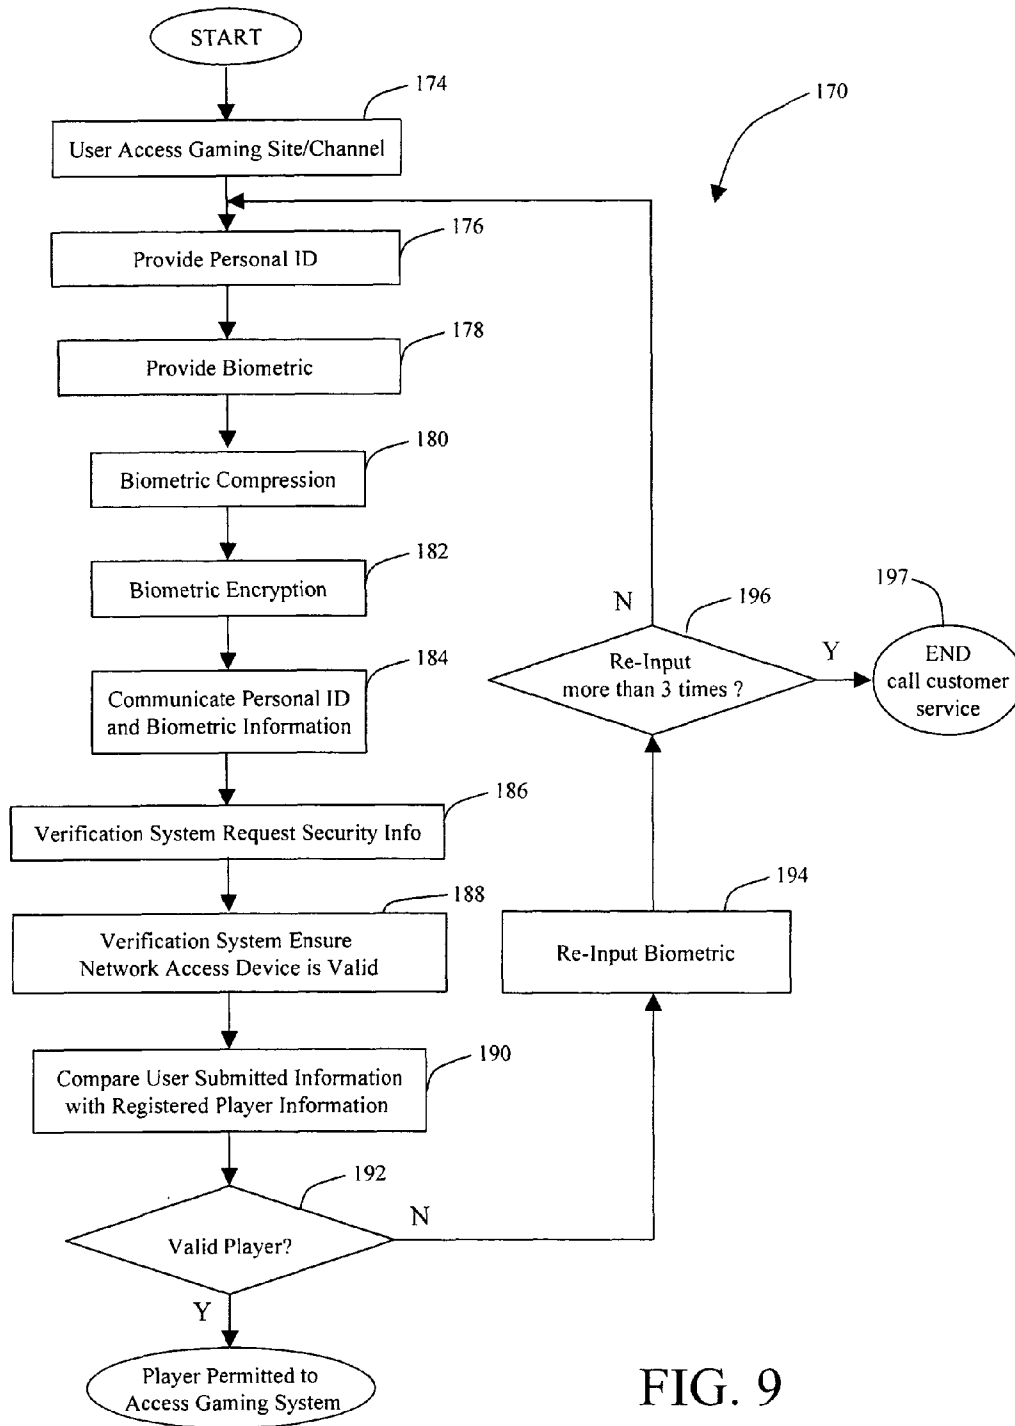 START
174
170
User Access Gaming Site/Channel
176
Provide Personal ID
178
Provide Biometric
180
Biometric Compression
182
Biometric Encryption
184
Communicate Personal ID
and Biometric Information
N
196
197
Re-Input
more than 3 times ?
Y
END
call customer
service
186
Verification System Request Security Info
188
Verification System Ensure
Network Access Device is Valid
194
Re-Input Biometric
190
Compare User Submitted Information
with Registered Player Information
192
Valid Player?
N
Y
Player Permitted to
Access Gaming System
FIG. 9